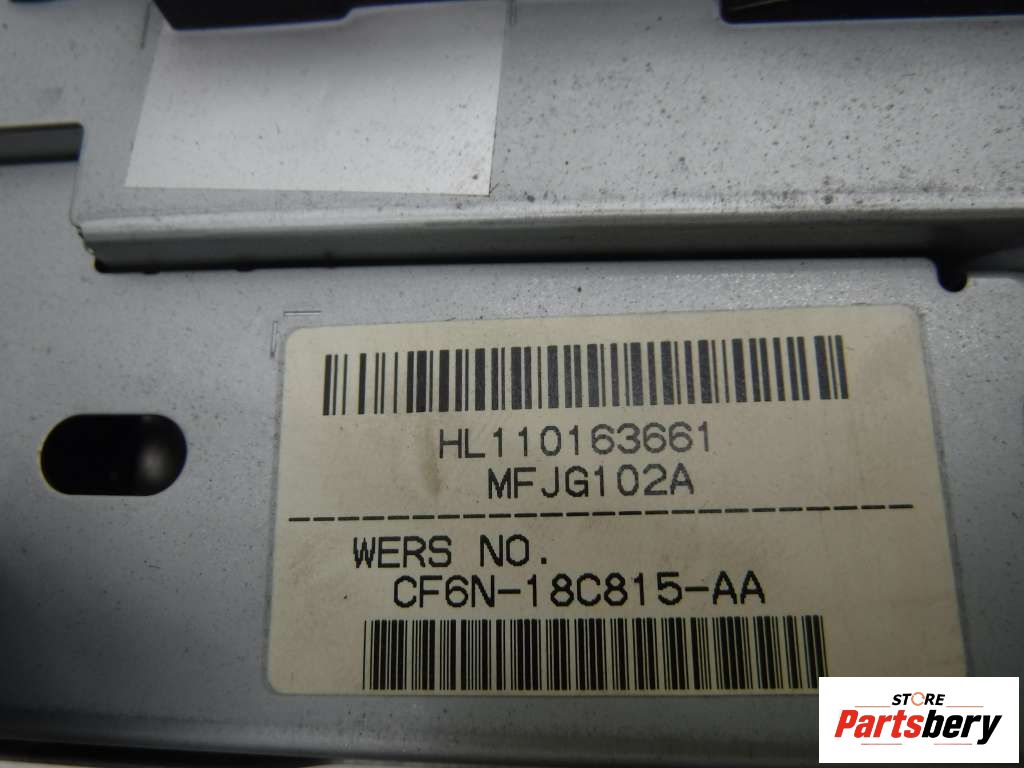 HL110163661
MFJG102A
WERS NO.
CF6N-18C815-AA
STORE
Partsbery